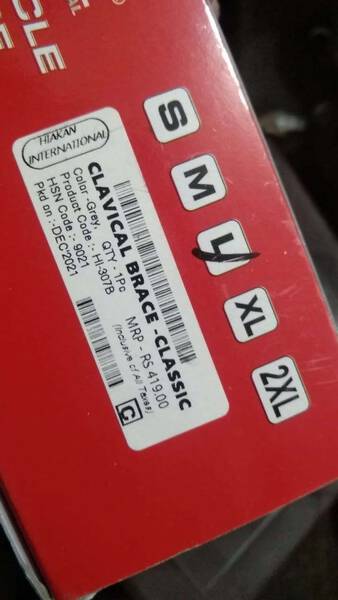 CLE
HIAKAN
INTERNATIONAL
CLAVICAL BRACE -CLASSIC
Color -Grey, QTY - 1Pc
Product Code :- HI-307B
HSN Code :- 9021
Pkd on :-DEC'2021
MRP - RS 419.00
(Inclusive of All Taxes)
S
M
L
XL
2XL